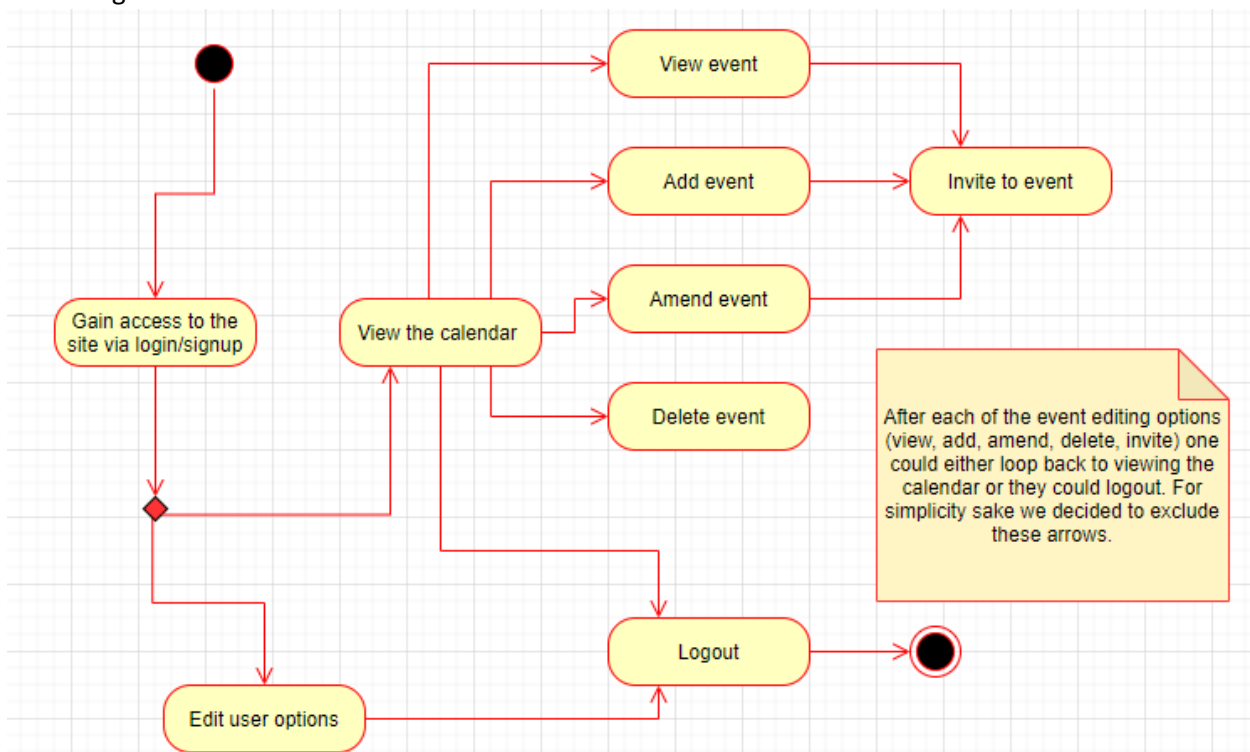 View event
Add event
Invite to event
Amend event
Gain access to the
site via login/signup
View the calendar
Delete event
After each of the event editing options
(view, add, amend, delete, invite) one
could either loop back to viewing the
calendar or they could logout. For
simplicity sake we decided to exclude
these arrows.
Logout
Edit user options